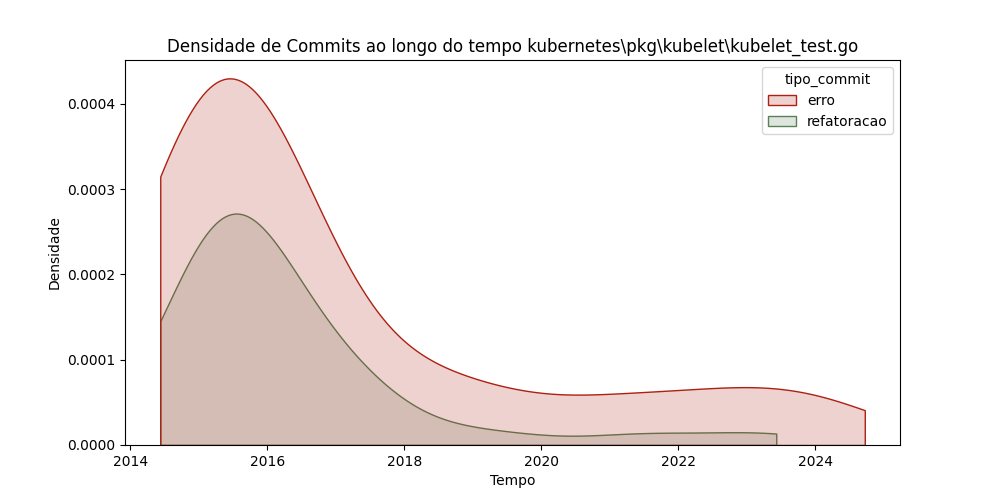 Densidade de Commits ao longo do tempo kubernetes\pkg\kubelet\kubelet_test.go
tipo_commit
erro
refatoracao
Densidade
0.0004
0.0003
0.0002
0.0001
0.0000
2014 2016 2018 2020 2022 2024
Tempo